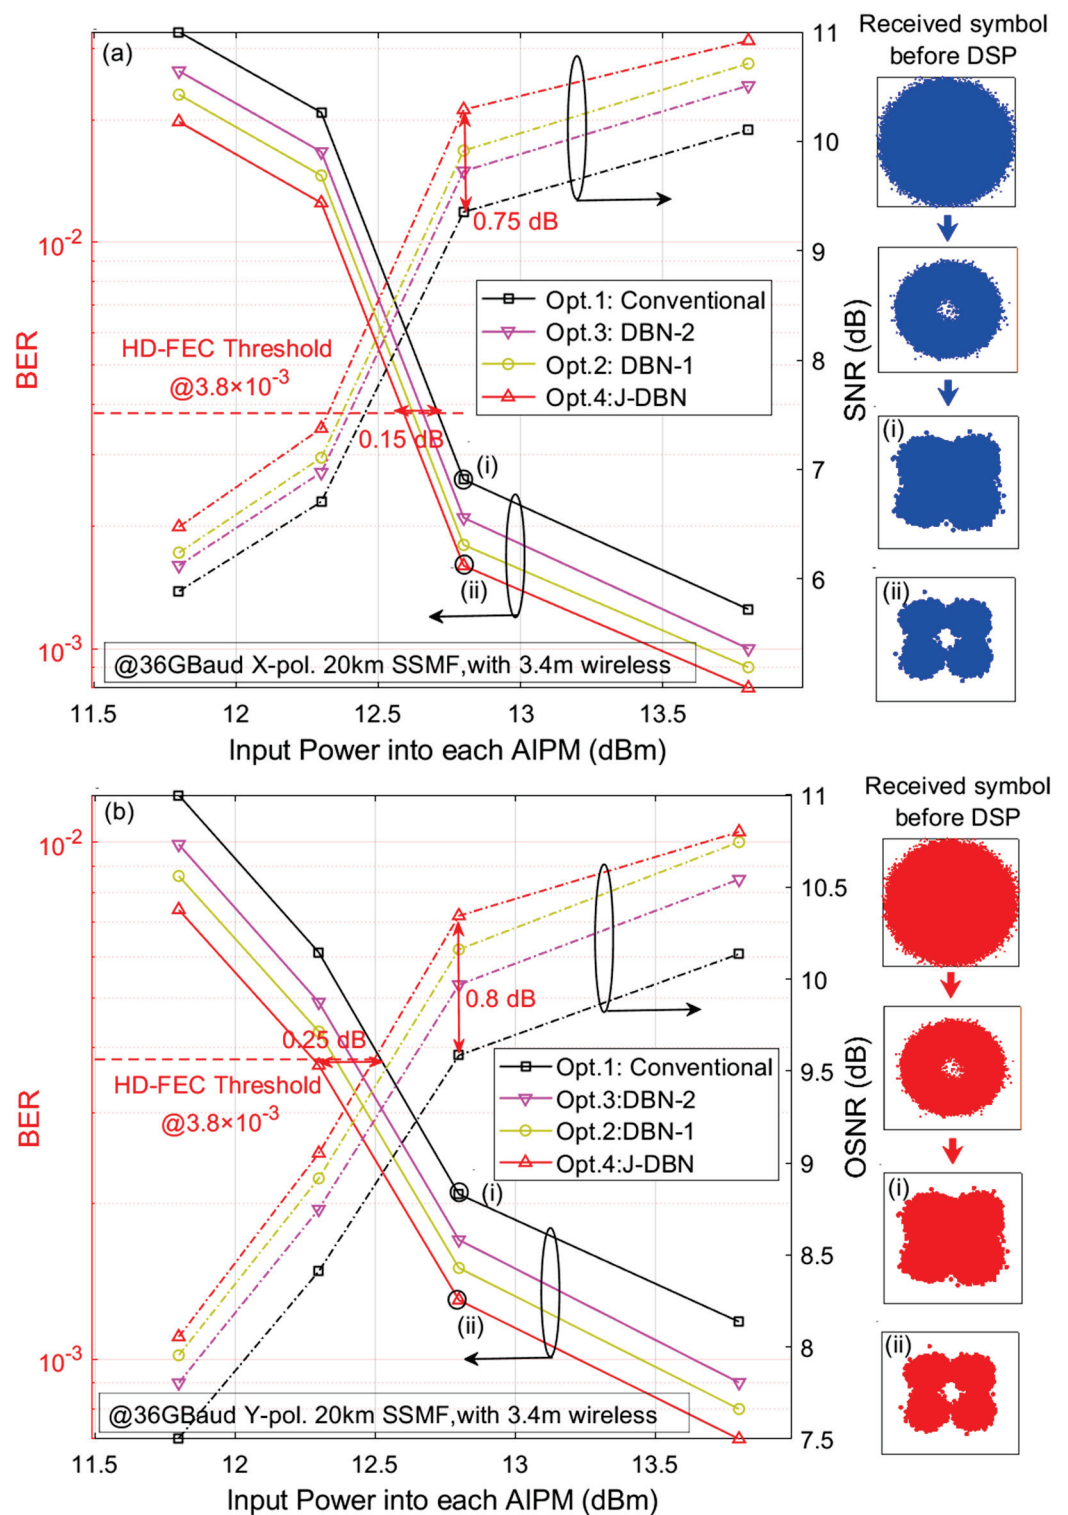 (a)
Received symbol
before DSP
11
10
9
8
7
6
SNR (dB)
10-2
10-3
BER
0.75 dB
Opt.1: Conventional
Opt.3: DBN-2
Opt.2: DBN-1
Opt.4:J-DBN
HD-FEC Threshold
@3.8×10-3
0.15 dB
(i)
(ii)
(i)
(ii)
@36GBaud X-pol. 20km SSMF,with 3.4m wireless
11.5 12 12.5 13 13.5
Input Power into each AIPM (dBm)
(b)
Received symbol
before DSP
11
10.5
10
9.5
9
8.5
8
7.5
OSNR (dB)
10-2
10-3
BER
0.8 dB
0.25 dB
HD-FEC Threshold
@3.8×10-3
Opt.1: Conventional
Opt.3:DBN-2
Opt.2:DBN-1
Opt.4:J-DBN
(i)
(ii)
(i)
(ii)
@36GBaud Y-pol. 20km SSMF,with 3.4m wireless
11.5 12 12.5 13 13.5
Input Power into each AIPM (dBm)